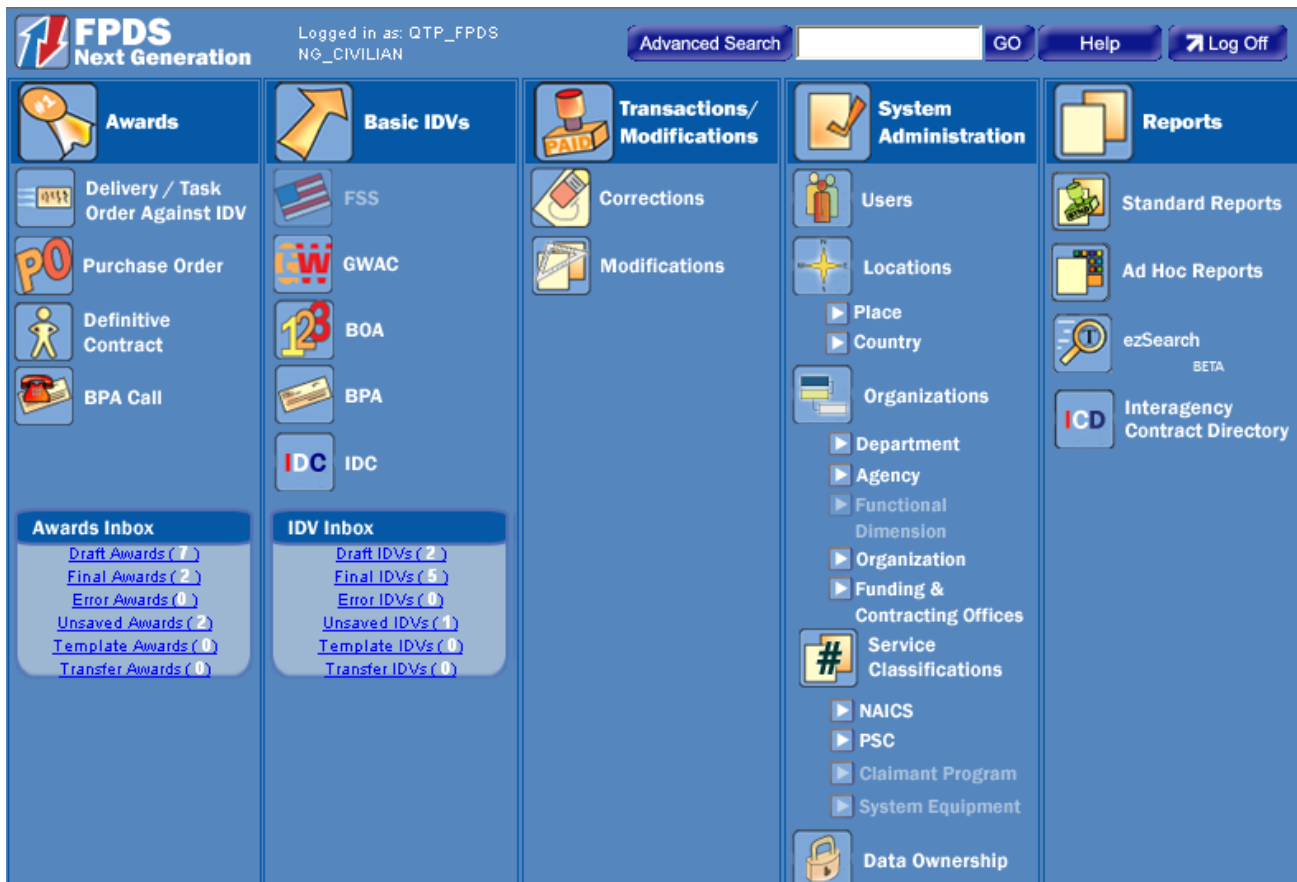 FPDS
Next Generation
Logged in as: QTP_FPDS
NG_CIVILIAN
Advanced Search
GO
Help
Log Off
#1
Awards
Delivery / Task
Order Against IDV
PO
Purchase Order
Definitive
Contract
BPA Call
Awards Inbox
Draft Awards ( 7 )
Final Awards ( 2 )
Error Awards ( 0 )
Unsaved Awards ( 2 )
Template Awards ( 0 )
Transfer Awards ( 0 )
Basic IDVs
FSS
GW
GWAC
123
BOA
BPA
IDC
IDC
IDV Inbox
Draft IDVs ( 2 )
Final IDVs ( 5 )
Error IDVs ( 0 )
Unsaved IDVs ( 1 )
Template IDVs ( 0 )
Transfer IDVs ( 0 )
PAID
Transactions/
Modifications
Corrections
Modifications
System
Administration
Users
N
Locations
Place
Country
Organizations
Department
Agency
Functional
Dimension
Organization
Funding &
Contracting Offices
#
Service
Classifications
NAICS
PSC
Claimant Program
System Equipment
Data Ownership
Reports
Standard Reports
Ad Hoc Reports
T
ezSearch
BETA
ICD
Interagency
Contract Directory